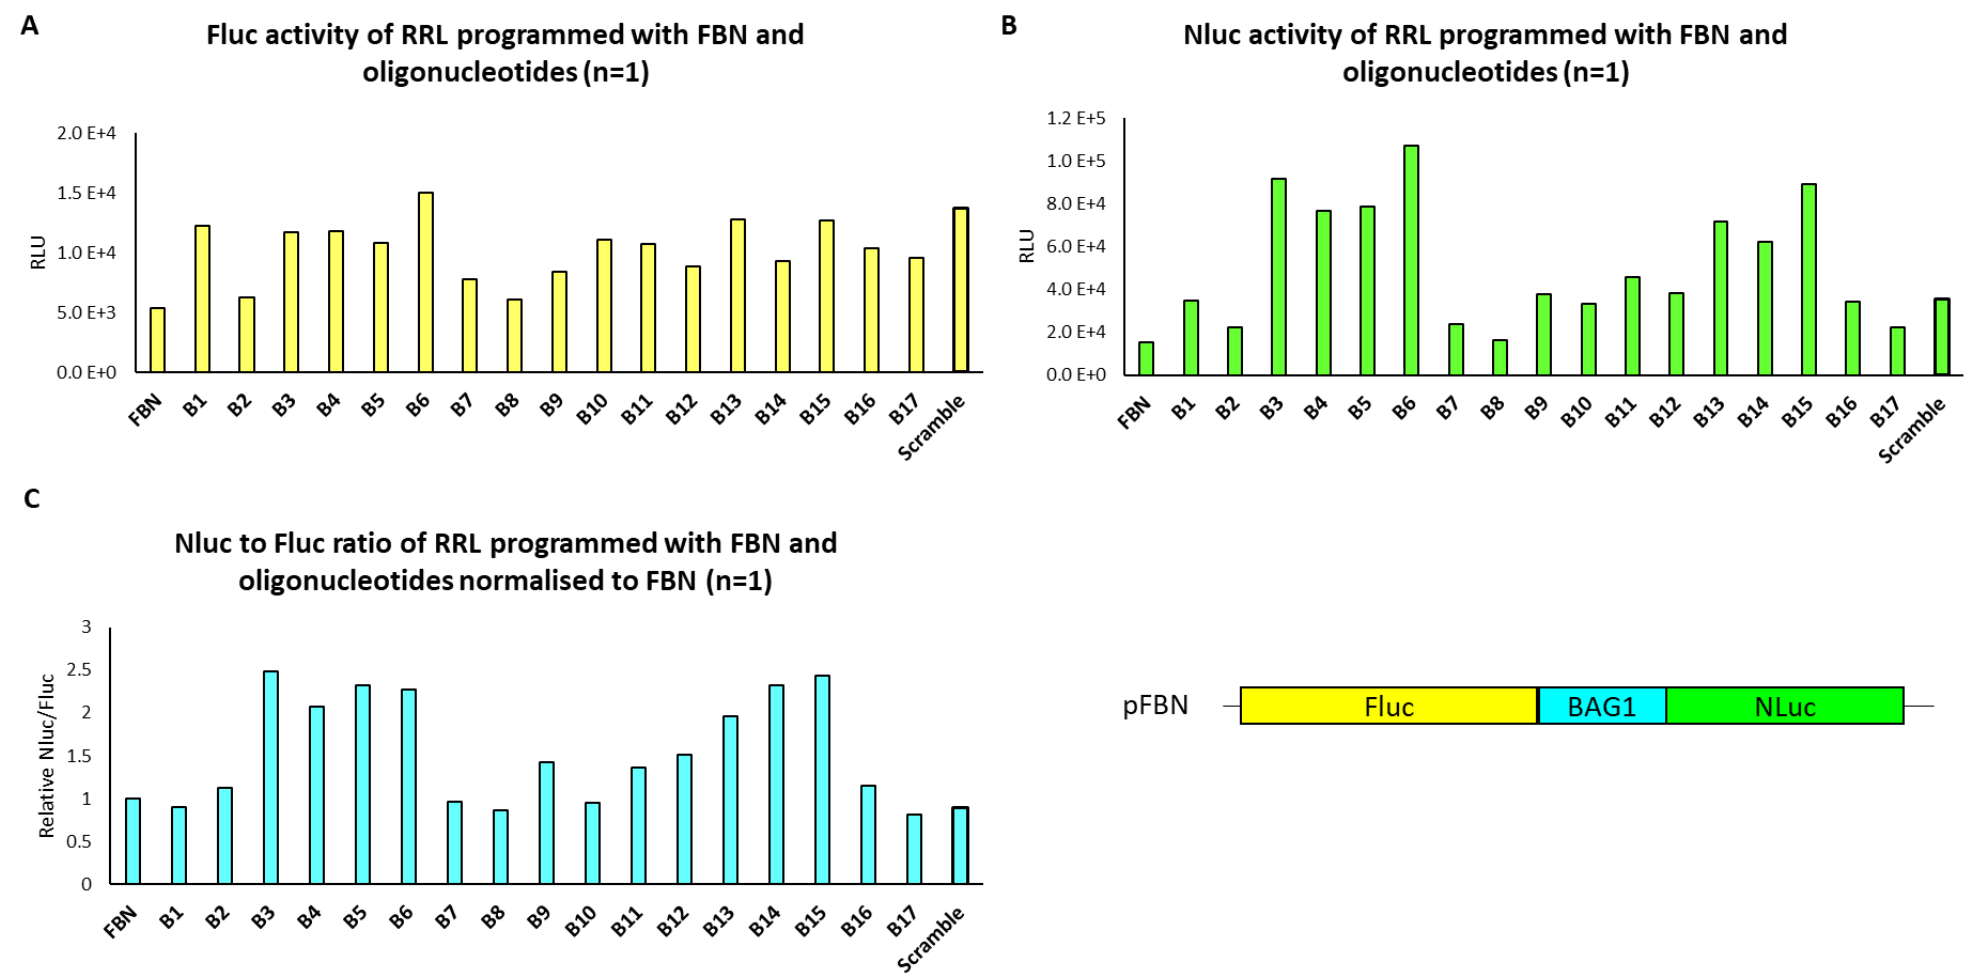 A
Fluc activity of RRL programmed with FBN and
oligonucleotides (n=1)
RLU
2.0 E+4
1.5 E+4
1.0 E+4
5.0 E+3
0.0 E+0
FBN B1 B2 B3 B4 B5 B6 B7 B8 B9 B10 B11 B12 B13 B14 B15 B16 B17 Scramble
B
Nluc activity of RRL programmed with FBN and
oligonucleotides (n=1)
RLU
1.2 E+5
1.0 E+5
8.0 E+4
6.0 E+4
4.0 E+4
2.0 E+4
0.0 E+0
FBN B1 B2 B3 B4 B5 B6 B7 B8 B9 B10 B11 B12 B13 B14 B15 B16 B17 Scramble
C
Nluc to Fluc ratio of RRL programmed with FBN and
oligonucleotides normalised to FBN (n=1)
Relative Nluc/Fluc
3
2.5
2
1.5
1
0.5
0
FBN B1 B2 B3 B4 B5 B6 B7 B8 B9 B10 B11 B12 B13 B14 B15 B16 B17 Scramble
pFBN Fluc BAG1 NLuc